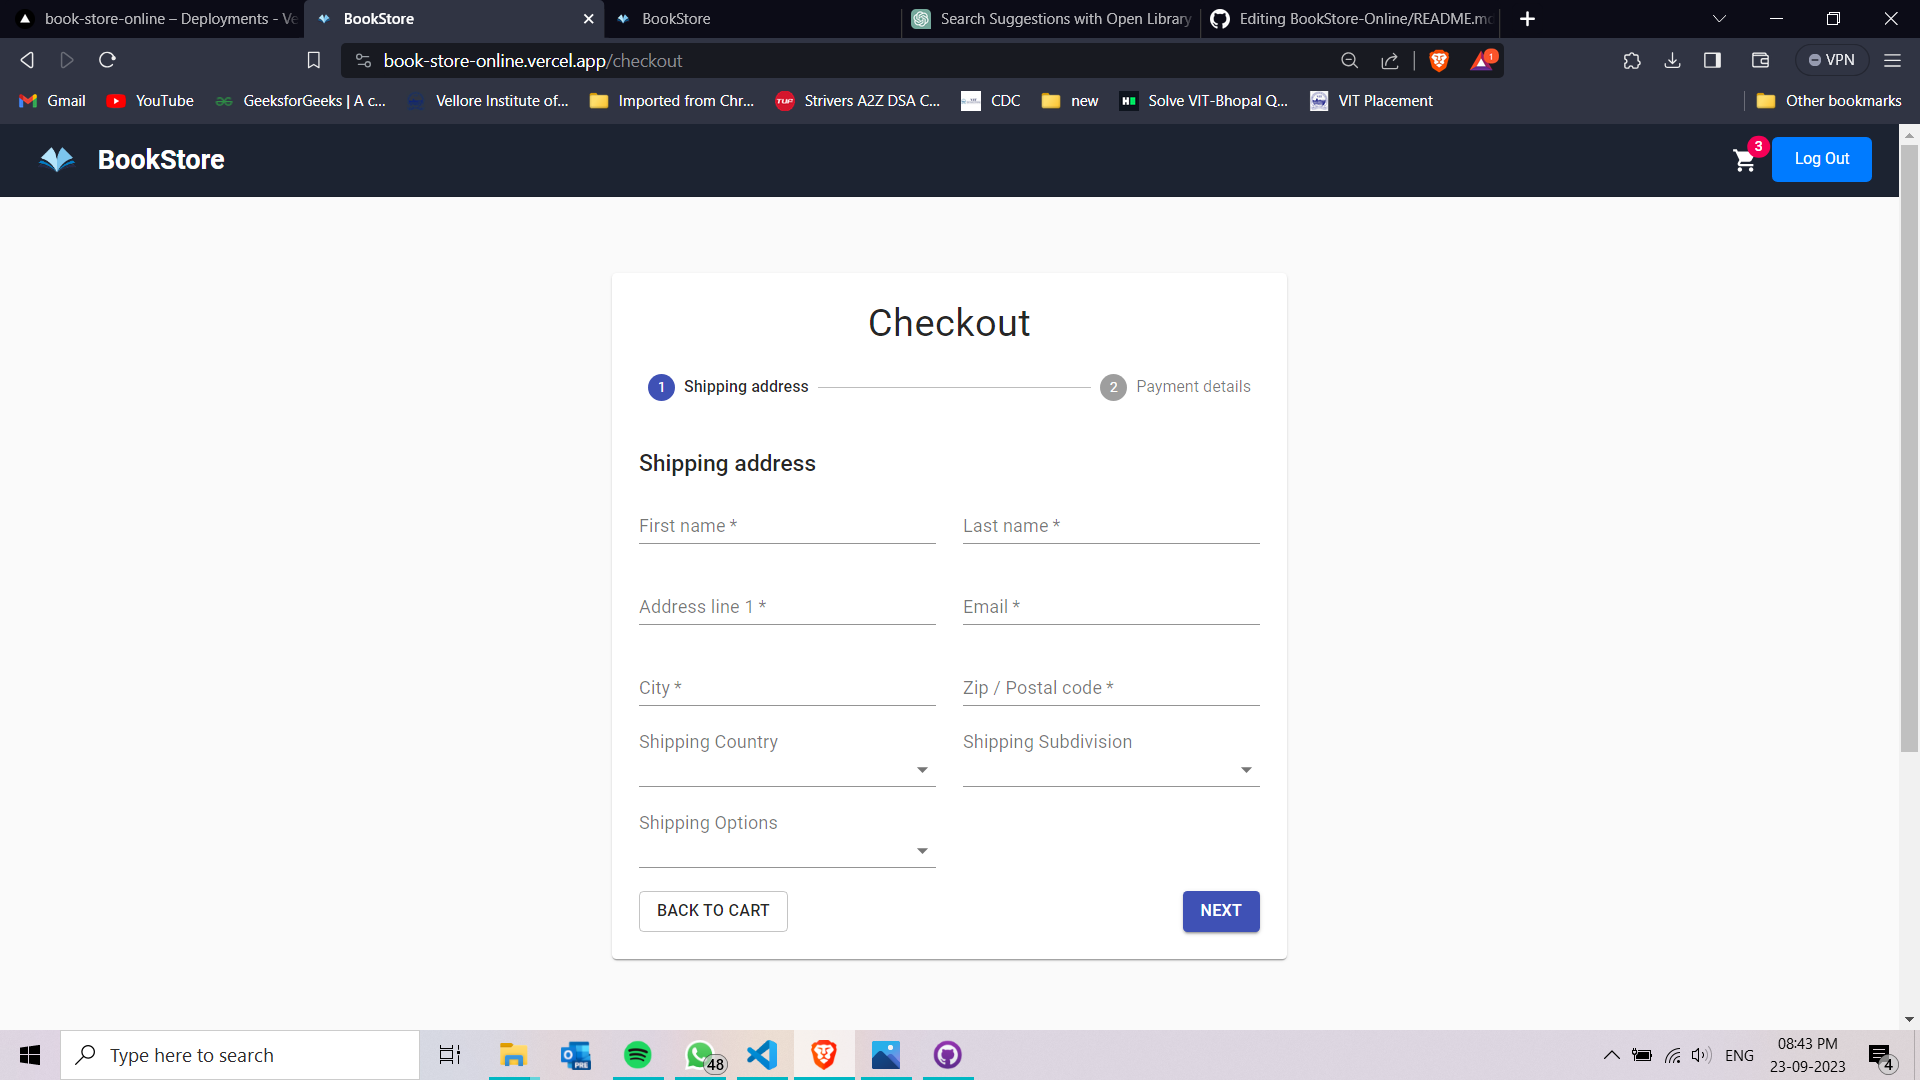 book-store-online – Deployments - Ve
BookStore
BookStore
Search Suggestions with Open Library
Editing BookStore-Online/README.md
book-store-online.vercel.app/checkout
1
VPN
Gmail
YouTube
GeeksforGeeks | A c...
Vellore Institute of...
Imported from Chr...
TUF
Strivers A2Z DSA C...
CDC
new
H
Solve VIT-Bhopal Q...
VIT Placement
Other bookmarks
BookStore
3
Log Out
Checkout
1 Shipping address
2 Payment details
Shipping address
First name *
Last name *
Address line 1 *
Email *
City *
Zip / Postal code *
Shipping Country
Shipping Subdivision
Shipping Options
BACK TO CART
NEXT
Type here to search
PRE
48
ENG
08:43 PM
23-09-2023
4